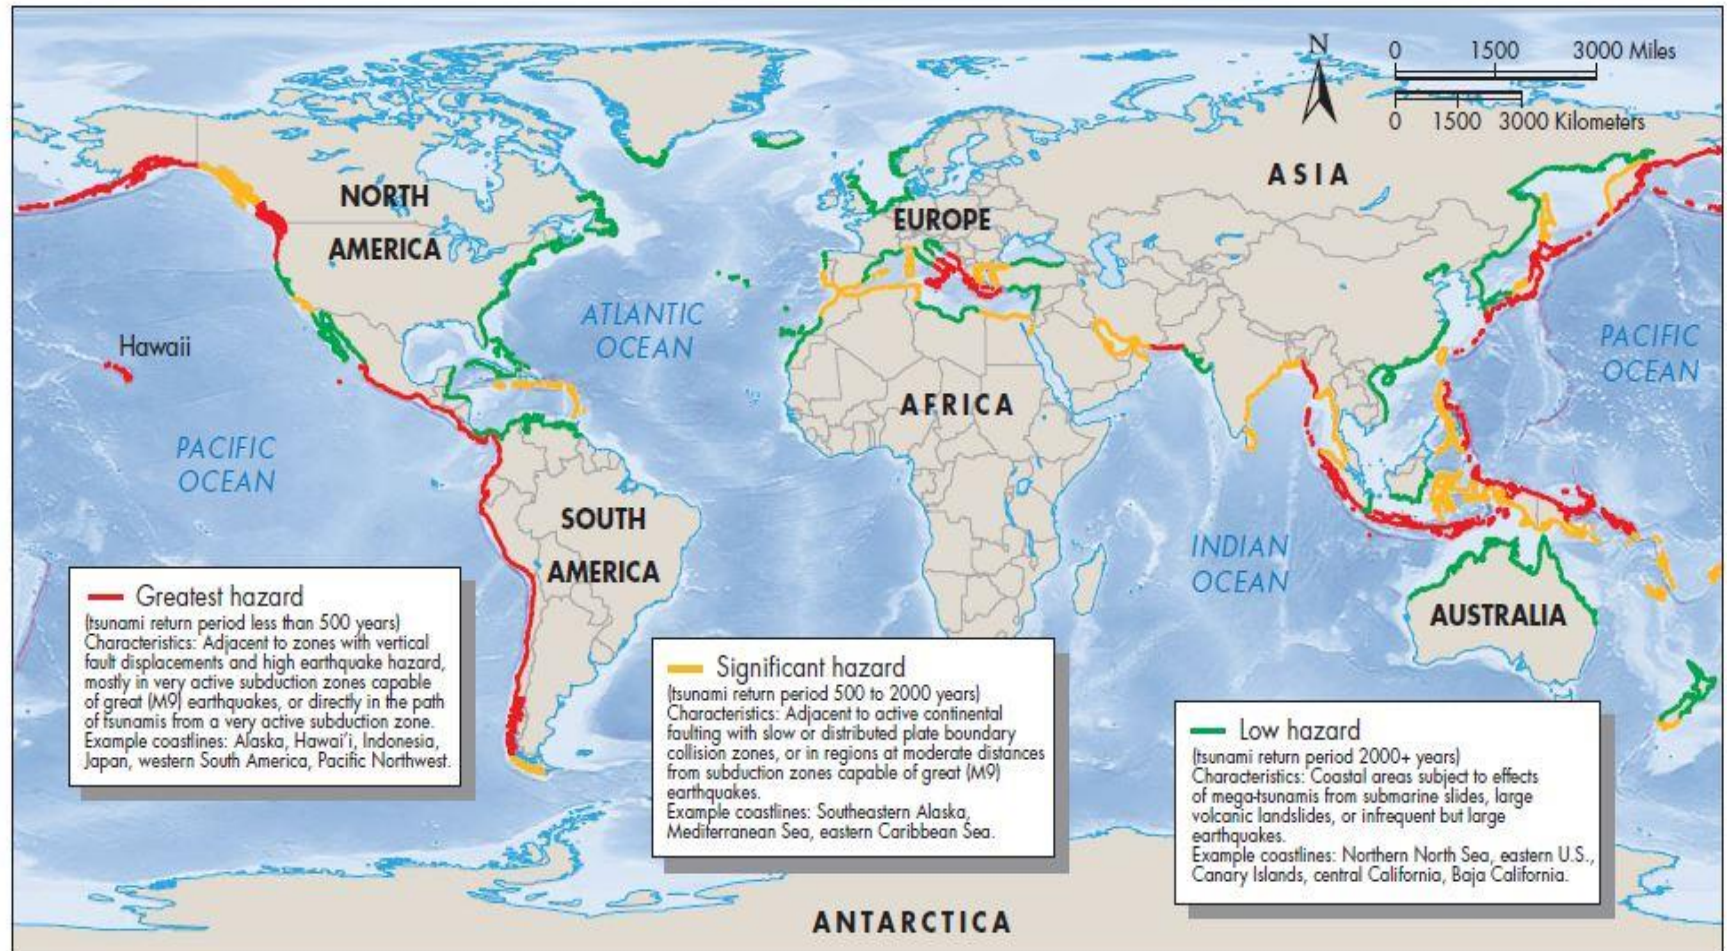 N
0 1500 3000 Miles
0 1500 3000 Kilometers
NORTH
AMERICA
EUROPE
ASIA
ATLANTIC
OCEAN
Hawaii
PACIFIC
OCEAN
AFRICA
PACIFIC
OCEAN
SOUTH
AMERICA
INDIAN
OCEAN
AUSTRALIA
Greatest hazard
(tsunami return period less than 500 years)
Characteristics: Adjacent to zones with vertical
fault displacements and high earthquake hazard,
mostly in very active subduction zones capable
of great (M9) earthquakes, or directly in the path
of tsunamis from a very active subduction zone.
Example coastlines: Alaska, Hawai'i, Indonesia,
Japan, western South America, Pacific Northwest.
Significant hazard
(tsunami return period 500 to 2000 years)
Characteristics: Adjacent to active continental
faulting with slow or distributed plate boundary
collision zones, or in regions at moderate distances
from subduction zones capable of great (M9)
earthquakes.
Example coastlines: Southeastern Alaska,
Mediterranean Sea, eastern Caribbean Sea.
Low hazard
(tsunami return period 2000+ years)
Characteristics: Coastal areas subject to effects
of mega-tsunamis from submarine slides, large
volcanic landslides, or infrequent but large
earthquakes.
Example coastlines: Northern North Sea, eastern U.S.,
Canary Islands, central California, Baja California.
ANTARCTICA